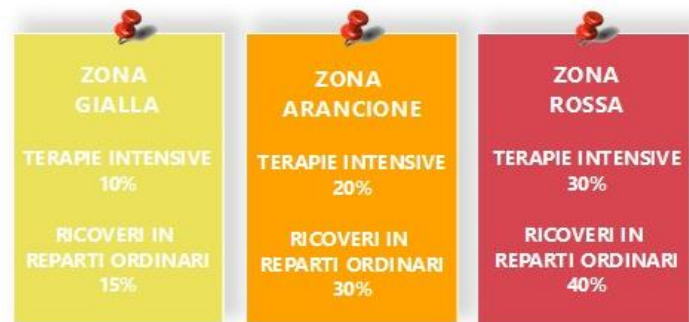 ZONA
GIALLA
TERAPIE INTENSIVE
10%
RICOVERI IN
REPARTI ORDINARI
15%
ZONA
ARANCIONE
TERAPIE INTENSIVE
20%
RICOVERI IN
REPARTI ORDINARI
30%
ZONA
ROSSA
TERAPIE INTENSIVE
30%
RICOVERI IN
REPARTI ORDINARI
40%